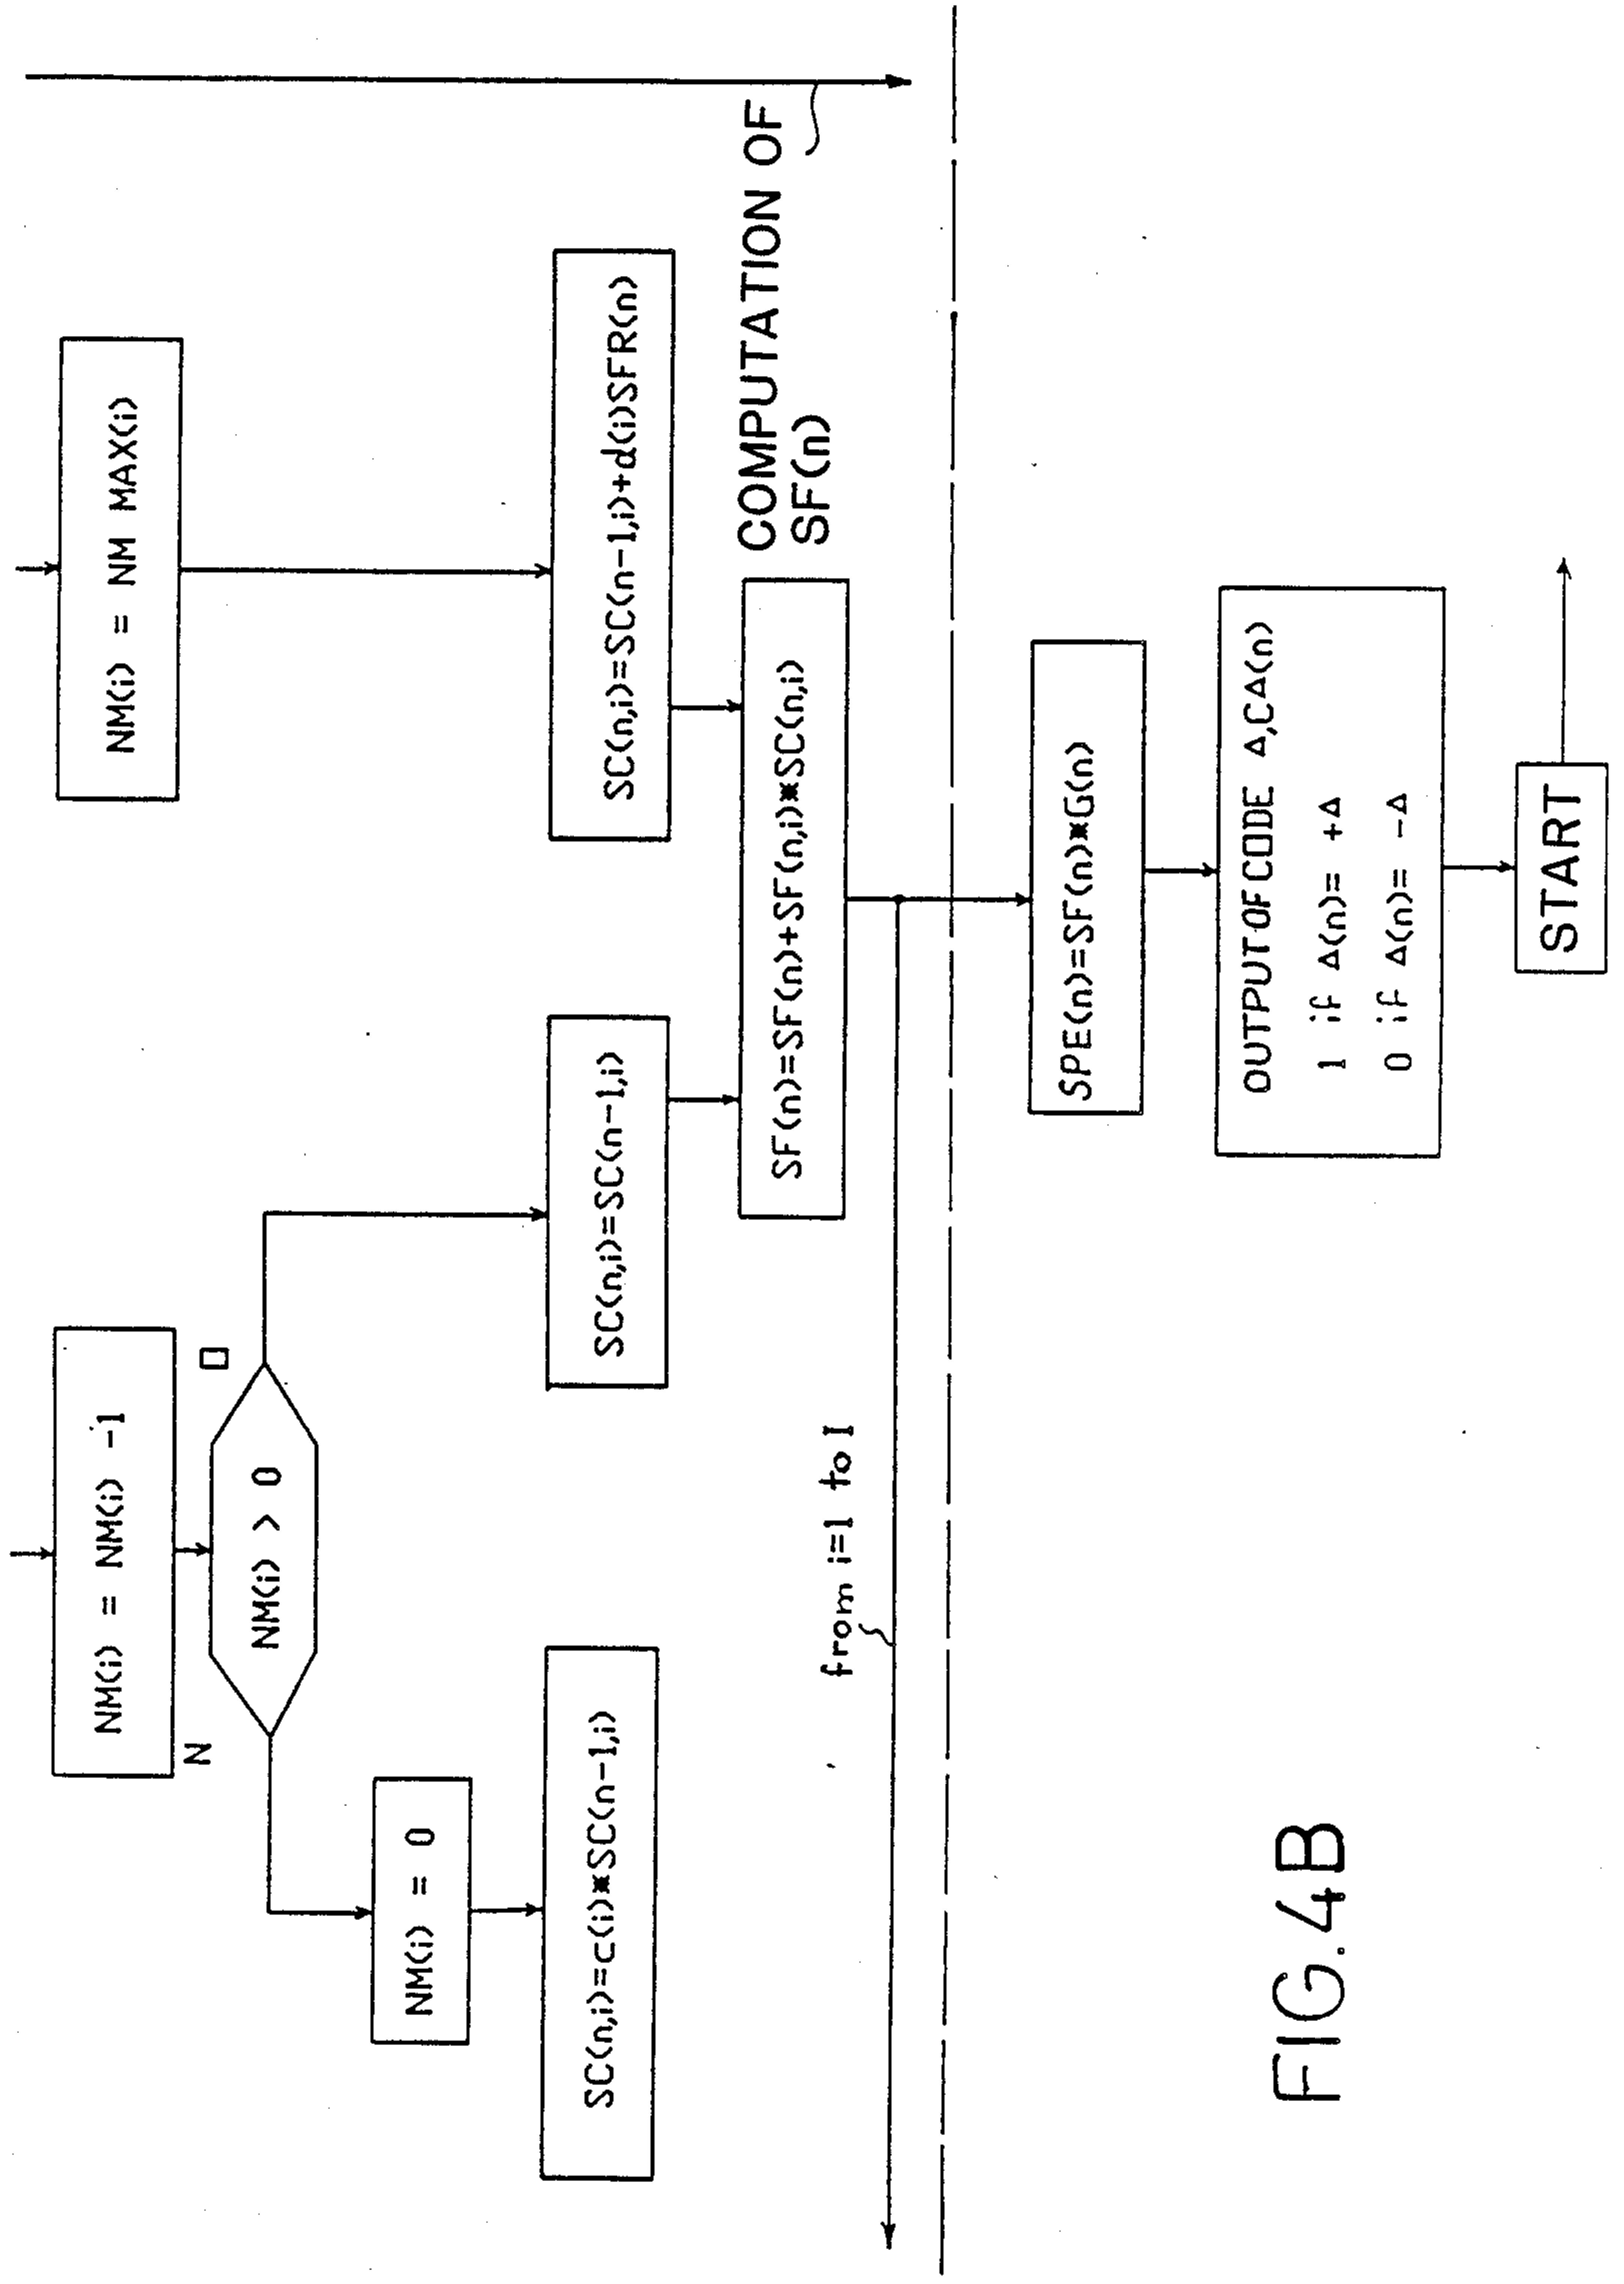 NM(i) = NM(i) -1
NM(i) = NM MAX(i)
N
O
NM(i) > 0
NM(i) = 0
SC(n,i)=c(i)*SC(n-1,i)
SC(n,i)=SC(n-1,i)
SC(n,i)=SC(n-1,i)+d(i)SFR(n)
SF(n)=SF(n)+SF(n,i)*SC(n,i)
COMPUTATION OF
SF(n)
from i=1 to I
SPE(n)=SF(n)*G(n)
OUTPUT OF CODE Δ,CΔ(n)
1 if Δ(n)= +Δ
0 if Δ(n)= -Δ
START
FIG.4B